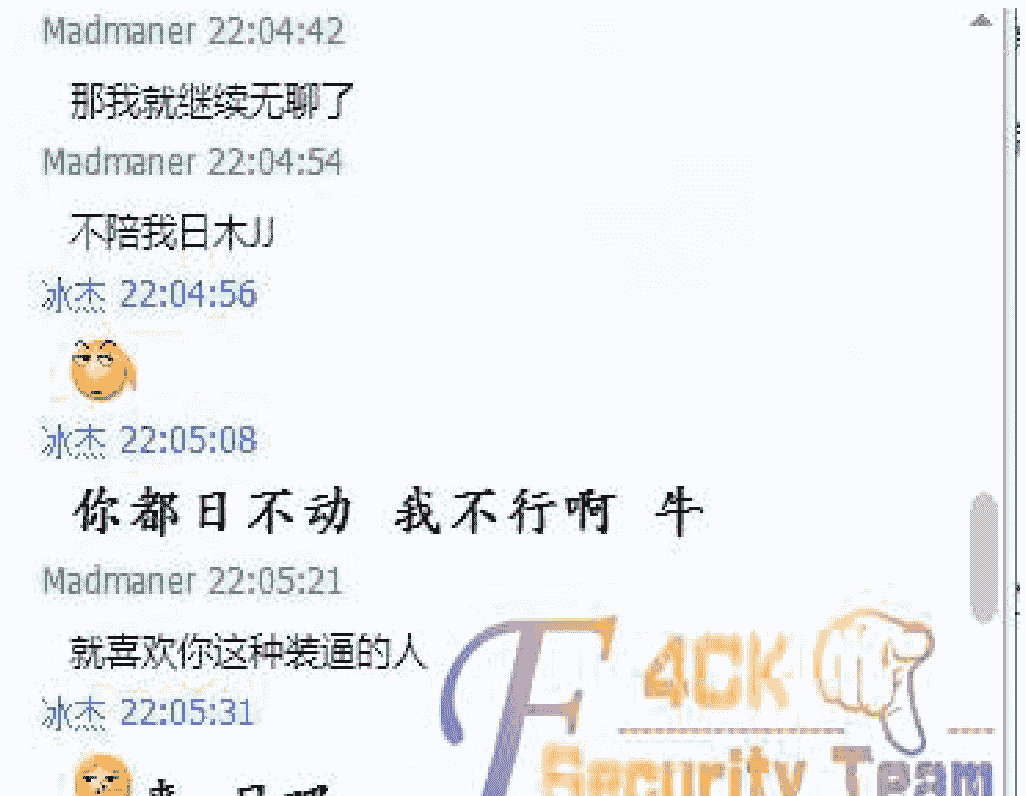 Madmaner 22:04:42
那我就继续无聊了
Madmaner 22:04:54
不陪我日木JJ
冰杰 22:04:56
冰杰 22:05:08
你都日不动 我不行啊 牛
Madmaner 22:05:21
就喜欢你这种装逼的人
冰杰 22:05:31
F4CK
Security Team